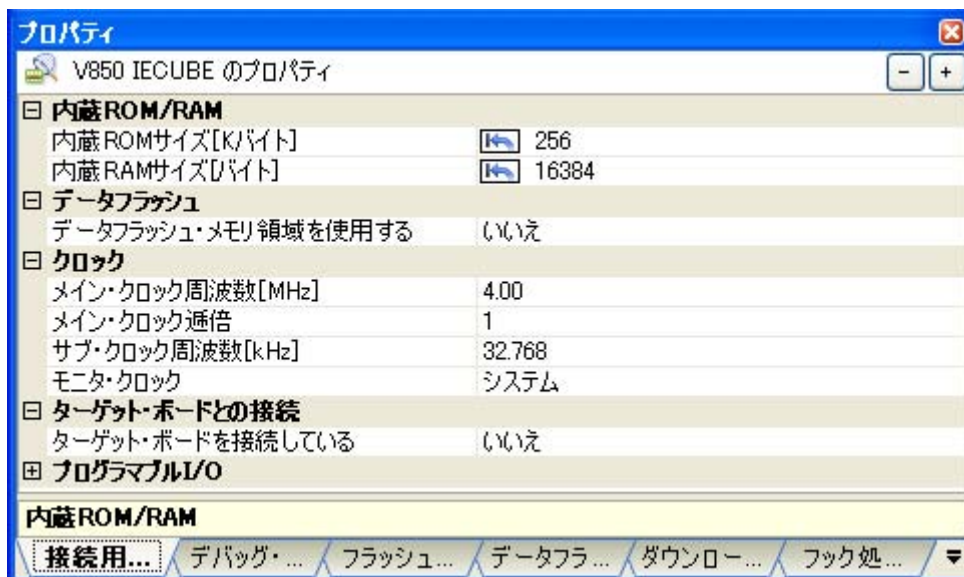 プロパティ
V850 IECUBE のプロパティ
内蔵ROM/RAM
内蔵ROMサイズ[Kバイト] 256
内蔵RAMサイズ[バイト] 16384
データフラッシュ
データフラッシュ・メモリ領域を使用する いいえ
クロック
メイン・クロック周波数[MHz] 4.00
メイン・クロック逓倍 1
サブ・クロック周波数[kHz] 32.768
モニタ・クロック システム
ターゲット・ボードとの接続
ターゲット・ボードを接続している いいえ
プログラマブルI/O
内蔵ROM/RAM
接続用... デバッグ・... フラッシュ... データフラ... ダウンロー... フック処...